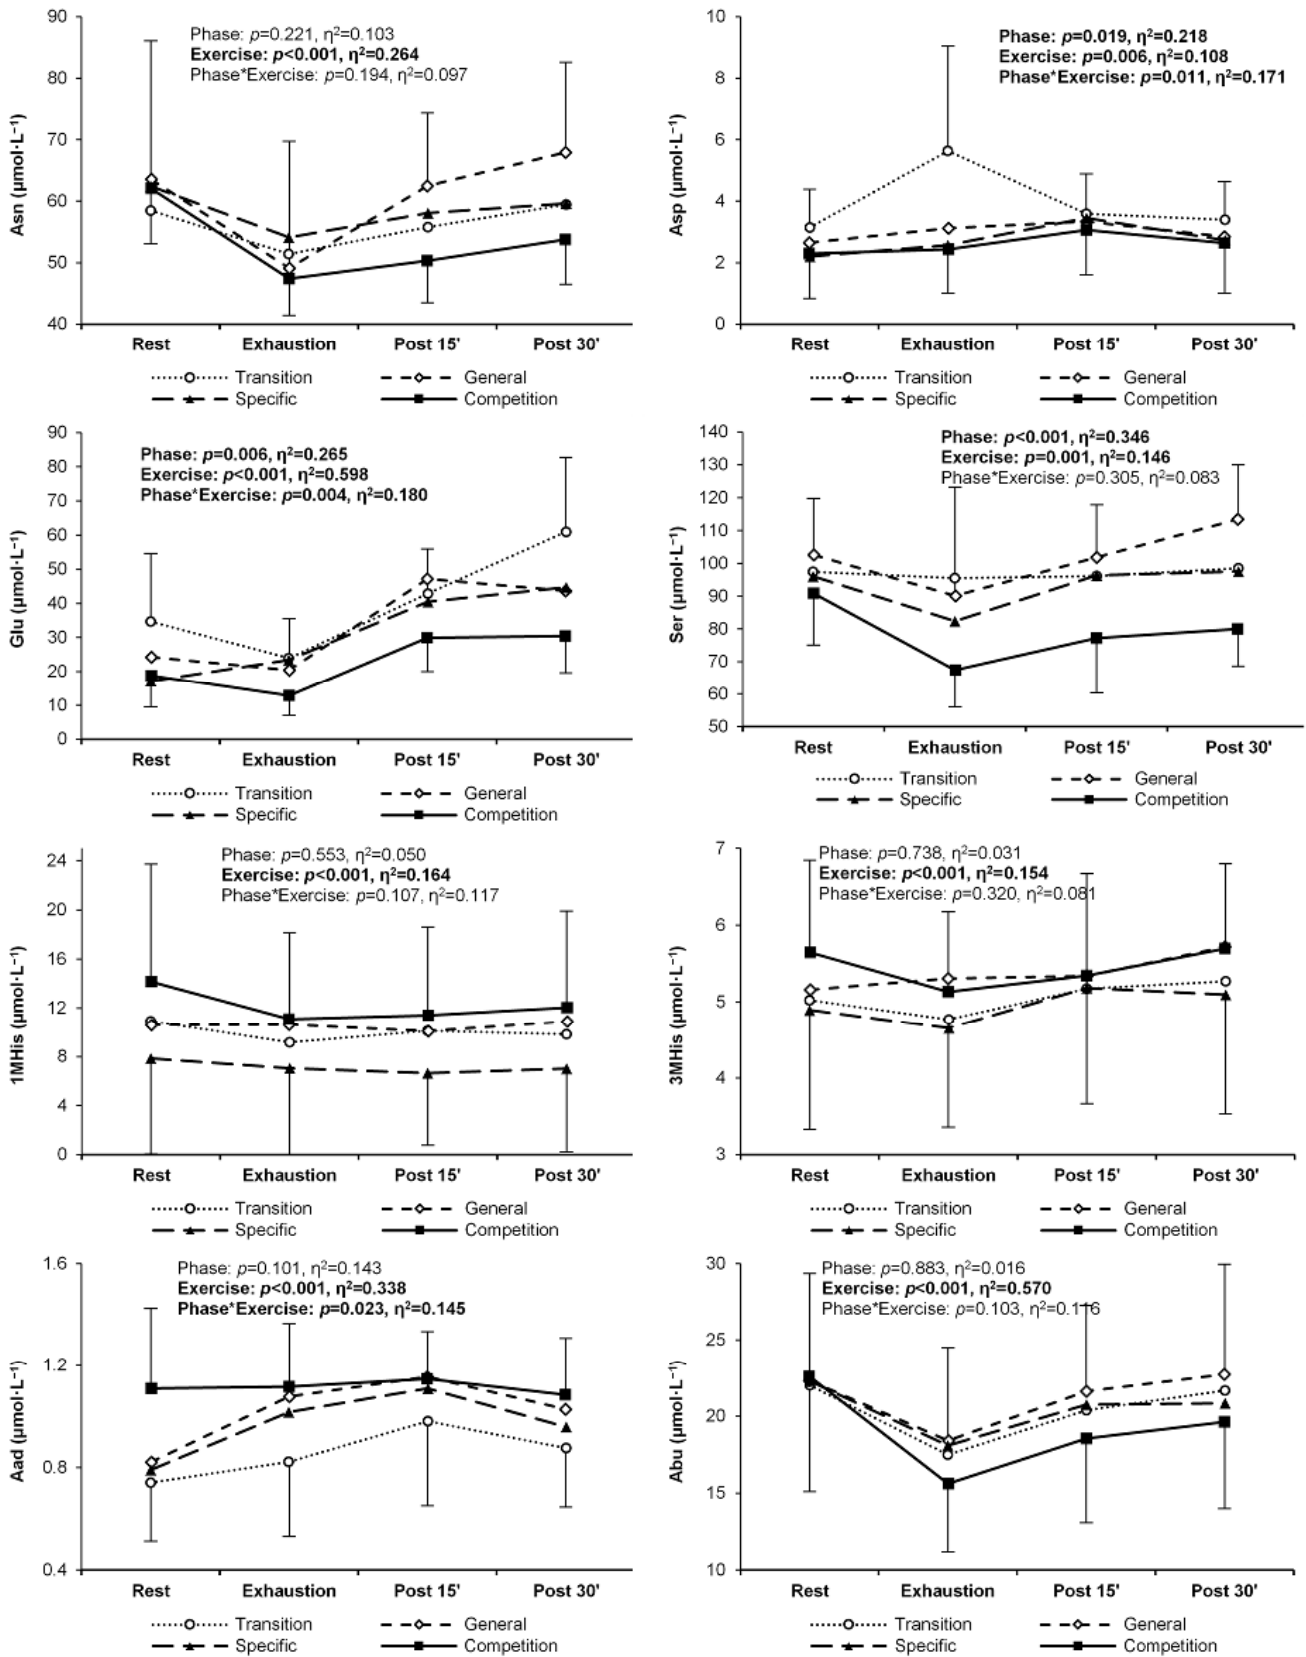 Phase: p=0.221, η²=0.103
Exercise: p<0.001, η²=0.264
Phase*Exercise: p=0.194, η²=0.097
Asn (µmol·L⁻¹)
90
80
70
60
50
40
Rest Exhaustion Post 15' Post 30'
Transition General
Specific Competition
Phase: p=0.019, η²=0.218
Exercise: p=0.006, η²=0.108
Phase*Exercise: p=0.011, η²=0.171
Asp (µmol·L⁻¹)
10
8
6
4
2
0
Rest Exhaustion Post 15' Post 30'
Transition General
Specific Competition
Phase: p=0.006, η²=0.265
Exercise: p<0.001, η²=0.598
Phase*Exercise: p=0.004, η²=0.180
Glu (µmol·L⁻¹)
90
80
70
60
50
40
30
20
10
0
Rest Exhaustion Post 15' Post 30'
Transition General
Specific Competition
Phase: p<0.001, η²=0.346
Exercise: p=0.001, η²=0.146
Phase*Exercise: p=0.305, η²=0.083
Ser (µmol·L⁻¹)
140
130
120
110
100
90
80
70
60
50
Rest Exhaustion Post 15' Post 30'
Transition General
Specific Competition
Phase: p=0.553, η²=0.050
Exercise: p<0.001, η²=0.164
Phase*Exercise: p=0.107, η²=0.117
1MHis (µmol·L⁻¹)
24
20
16
12
8
4
0
Rest Exhaustion Post 15' Post 30'
Transition General
Specific Competition
Phase: p=0.738, η²=0.031
Exercise: p<0.001, η²=0.154
Phase*Exercise: p=0.320, η²=0.081
3MHis (µmol·L⁻¹)
7
6
5
4
3
Rest Exhaustion Post 15' Post 30'
Transition General
Specific Competition
Phase: p=0.101, η²=0.143
Exercise: p<0.001, η²=0.338
Phase*Exercise: p=0.023, η²=0.145
Aad (µmol·L⁻¹)
1.6
1.2
0.8
0.4
Rest Exhaustion Post 15' Post 30'
Transition General
Specific Competition
Phase: p=0.883, η²=0.016
Exercise: p<0.001, η²=0.570
Phase*Exercise: p=0.103, η²=0.116
Abu (µmol·L⁻¹)
30
25
20
15
10
Rest Exhaustion Post 15' Post 30'
Transition General
Specific Competition